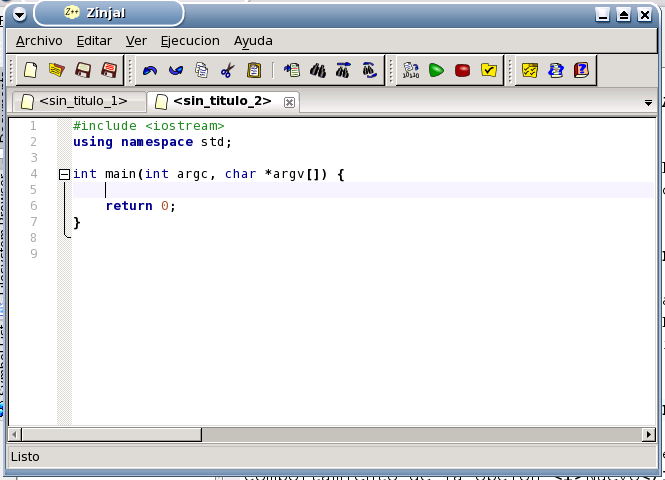 Z++ Zinjal
Archivo Editar Ver Ejecucion Ayuda
<sin_titulo_1> <sin_titulo_2>
1 #include <iostream>
2 using namespace std;
3
4 int main(int argc, char *argv[]) {
5
6 return 0;
7 }
8
9
Listo